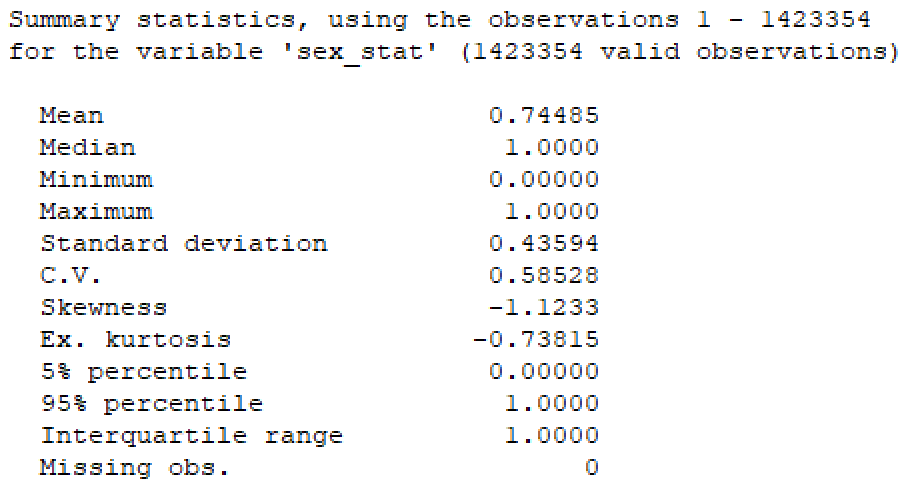 Summary statistics, using the observations 1 - 1423354
for the variable 'sex_stat' (1423354 valid observations)
Mean 0.74485
Median 1.0000
Minimum 0.00000
Maximum 1.0000
Standard deviation 0.43594
C.V. 0.58528
Skewness -1.1233
Ex. kurtosis -0.73815
5% percentile 0.00000
95% percentile 1.0000
Interquartile range 1.0000
Missing obs. 0